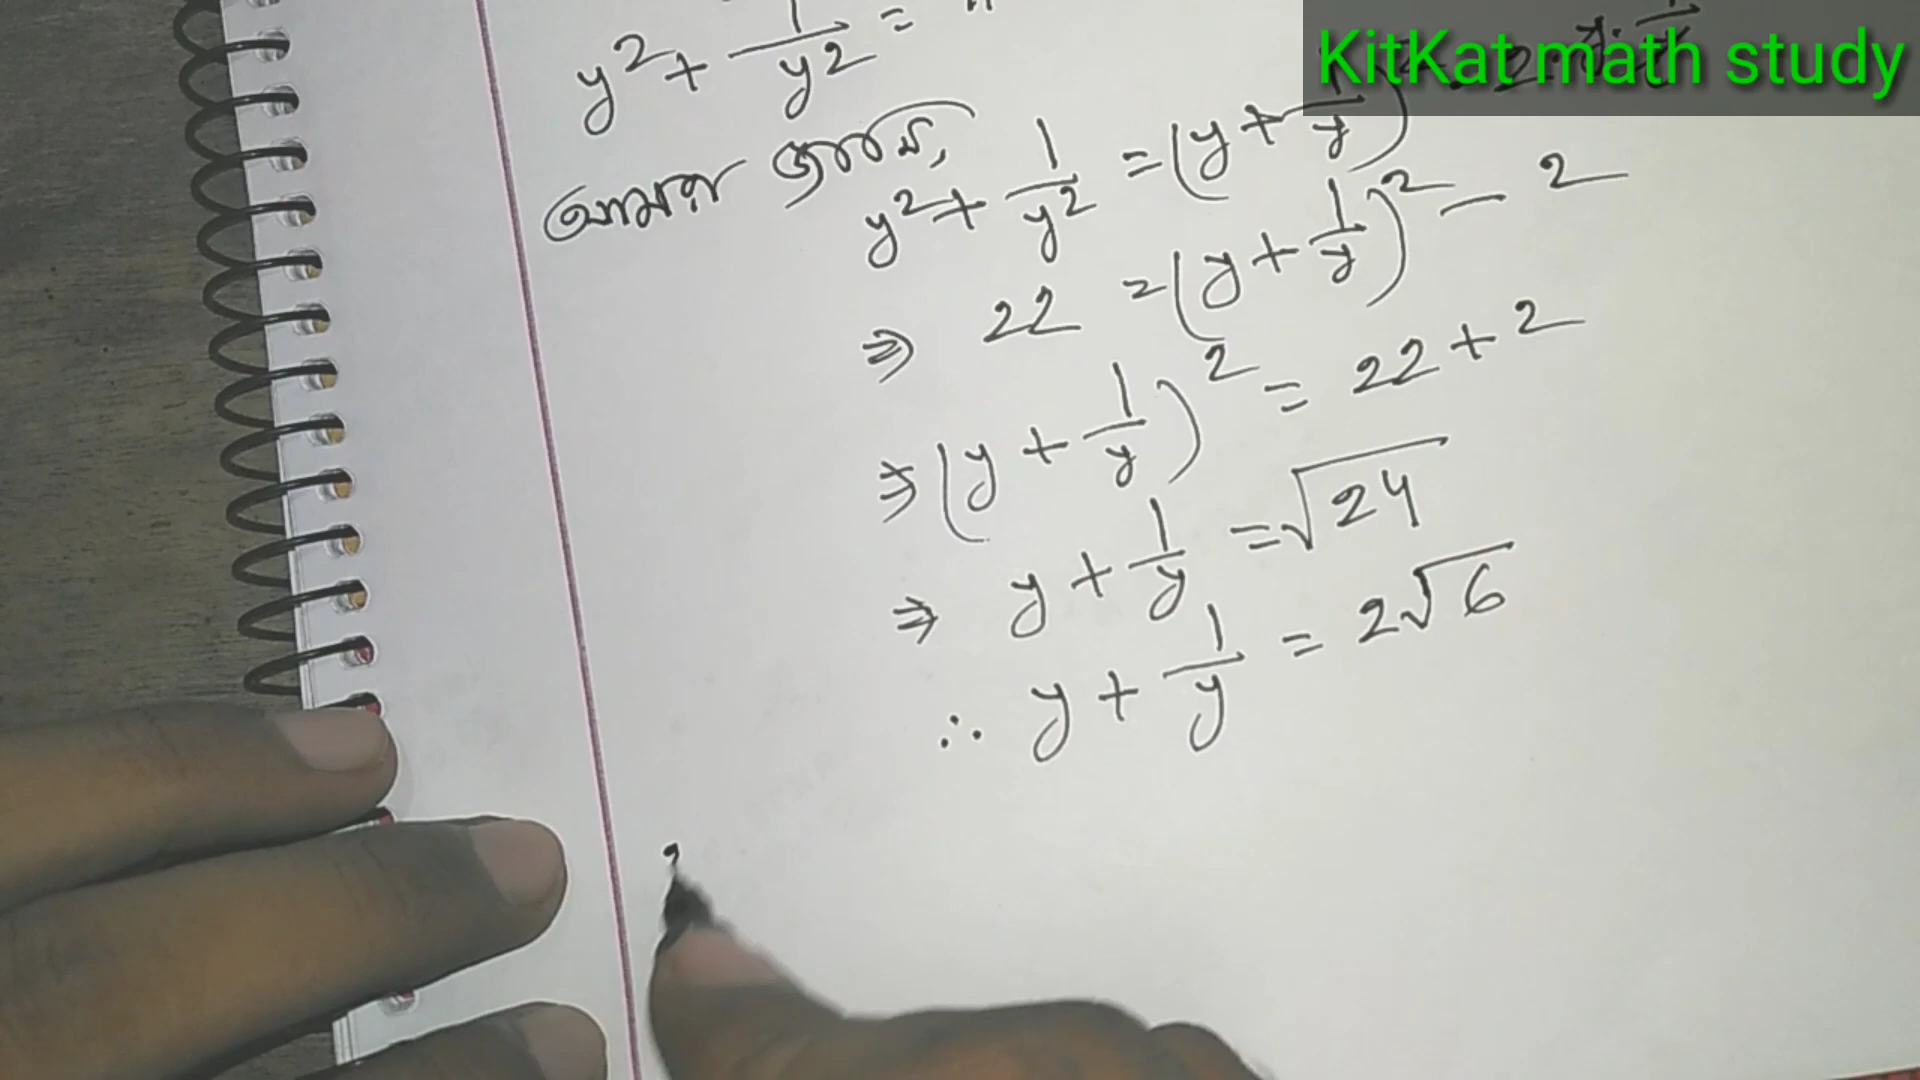 KitKat math study
y² + 1/y² =
আমরা জানি,
y² + 1/y² = (y + 1/y)² - 2 · y · 1/y
⇒ 22 = (y + 1/y)² - 2
⇒ (y + 1/y)² = 22 + 2
⇒ y + 1/y = √24
∴ y + 1/y = 2√6